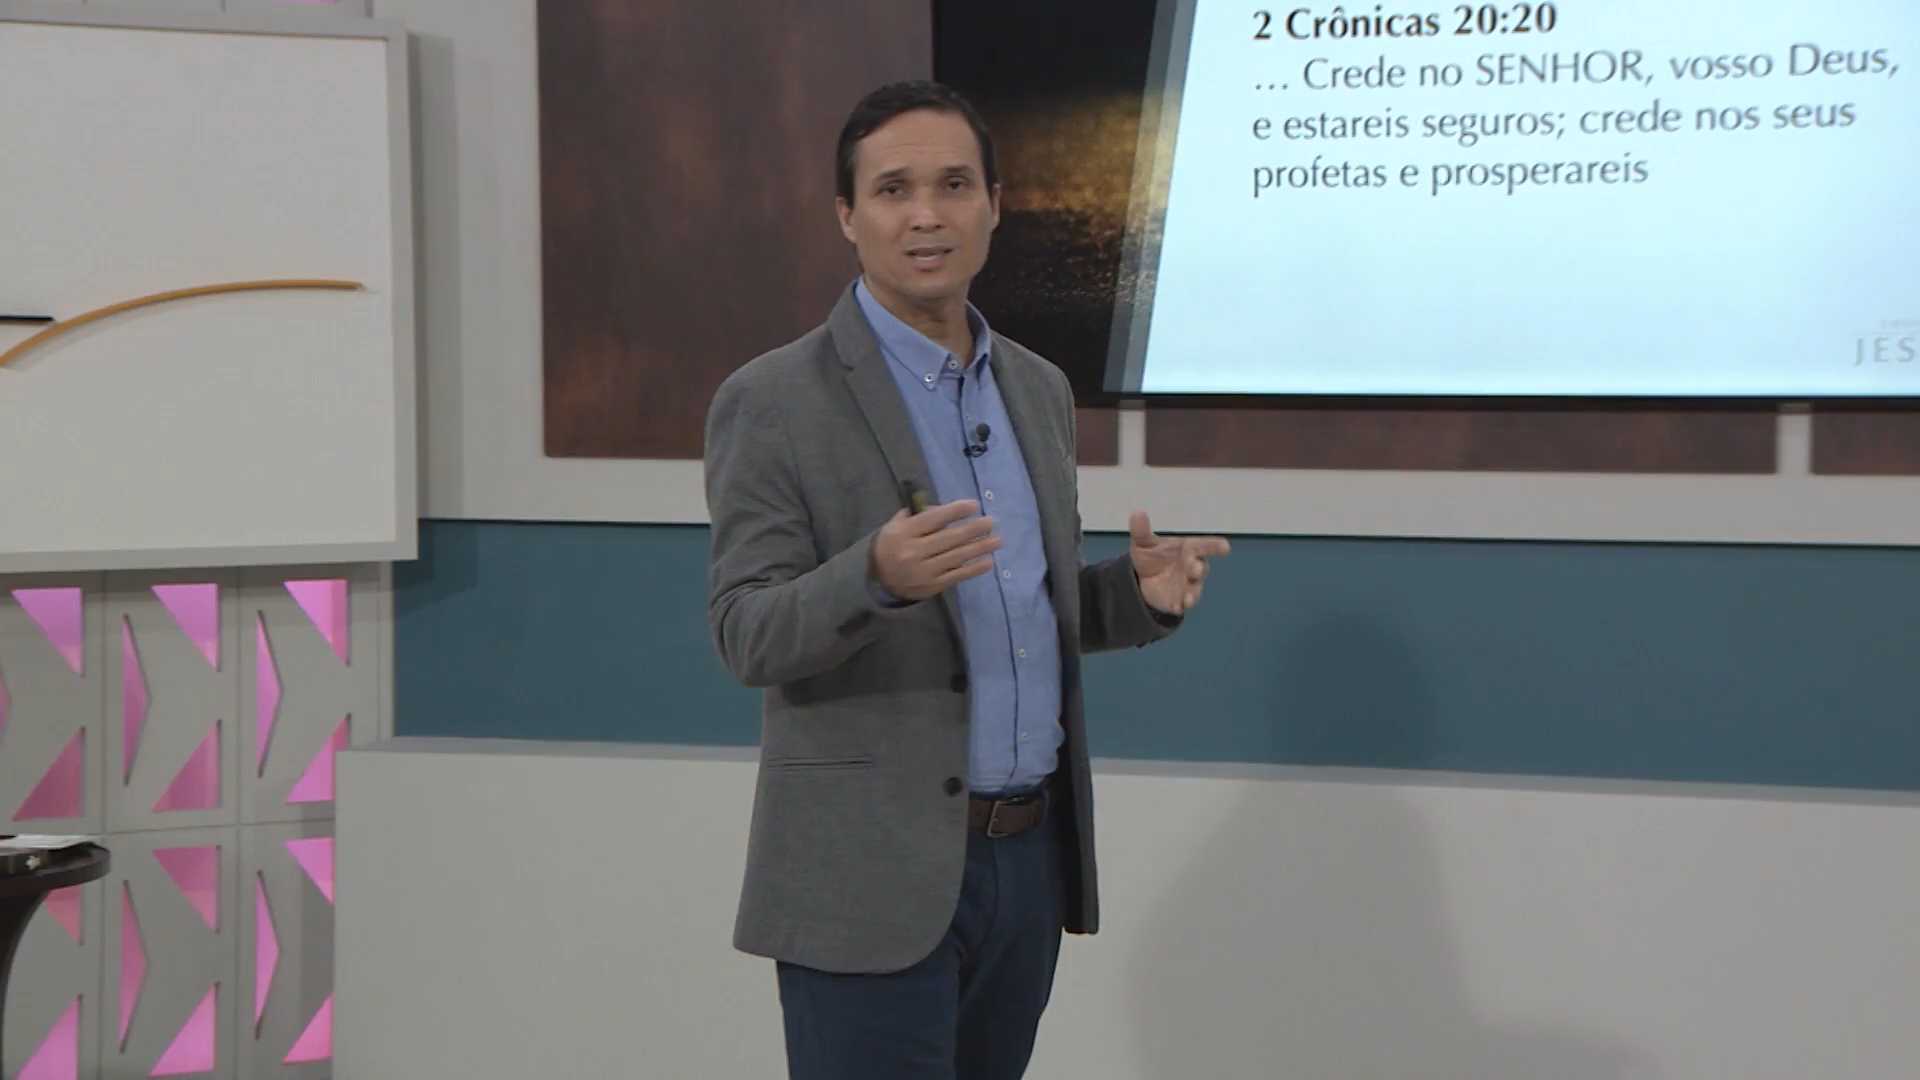 2 Crônicas 20:20
... Crede no SENHOR, vosso Deus,
e estareis seguros; crede nos seus
profetas e prosperareis
JES